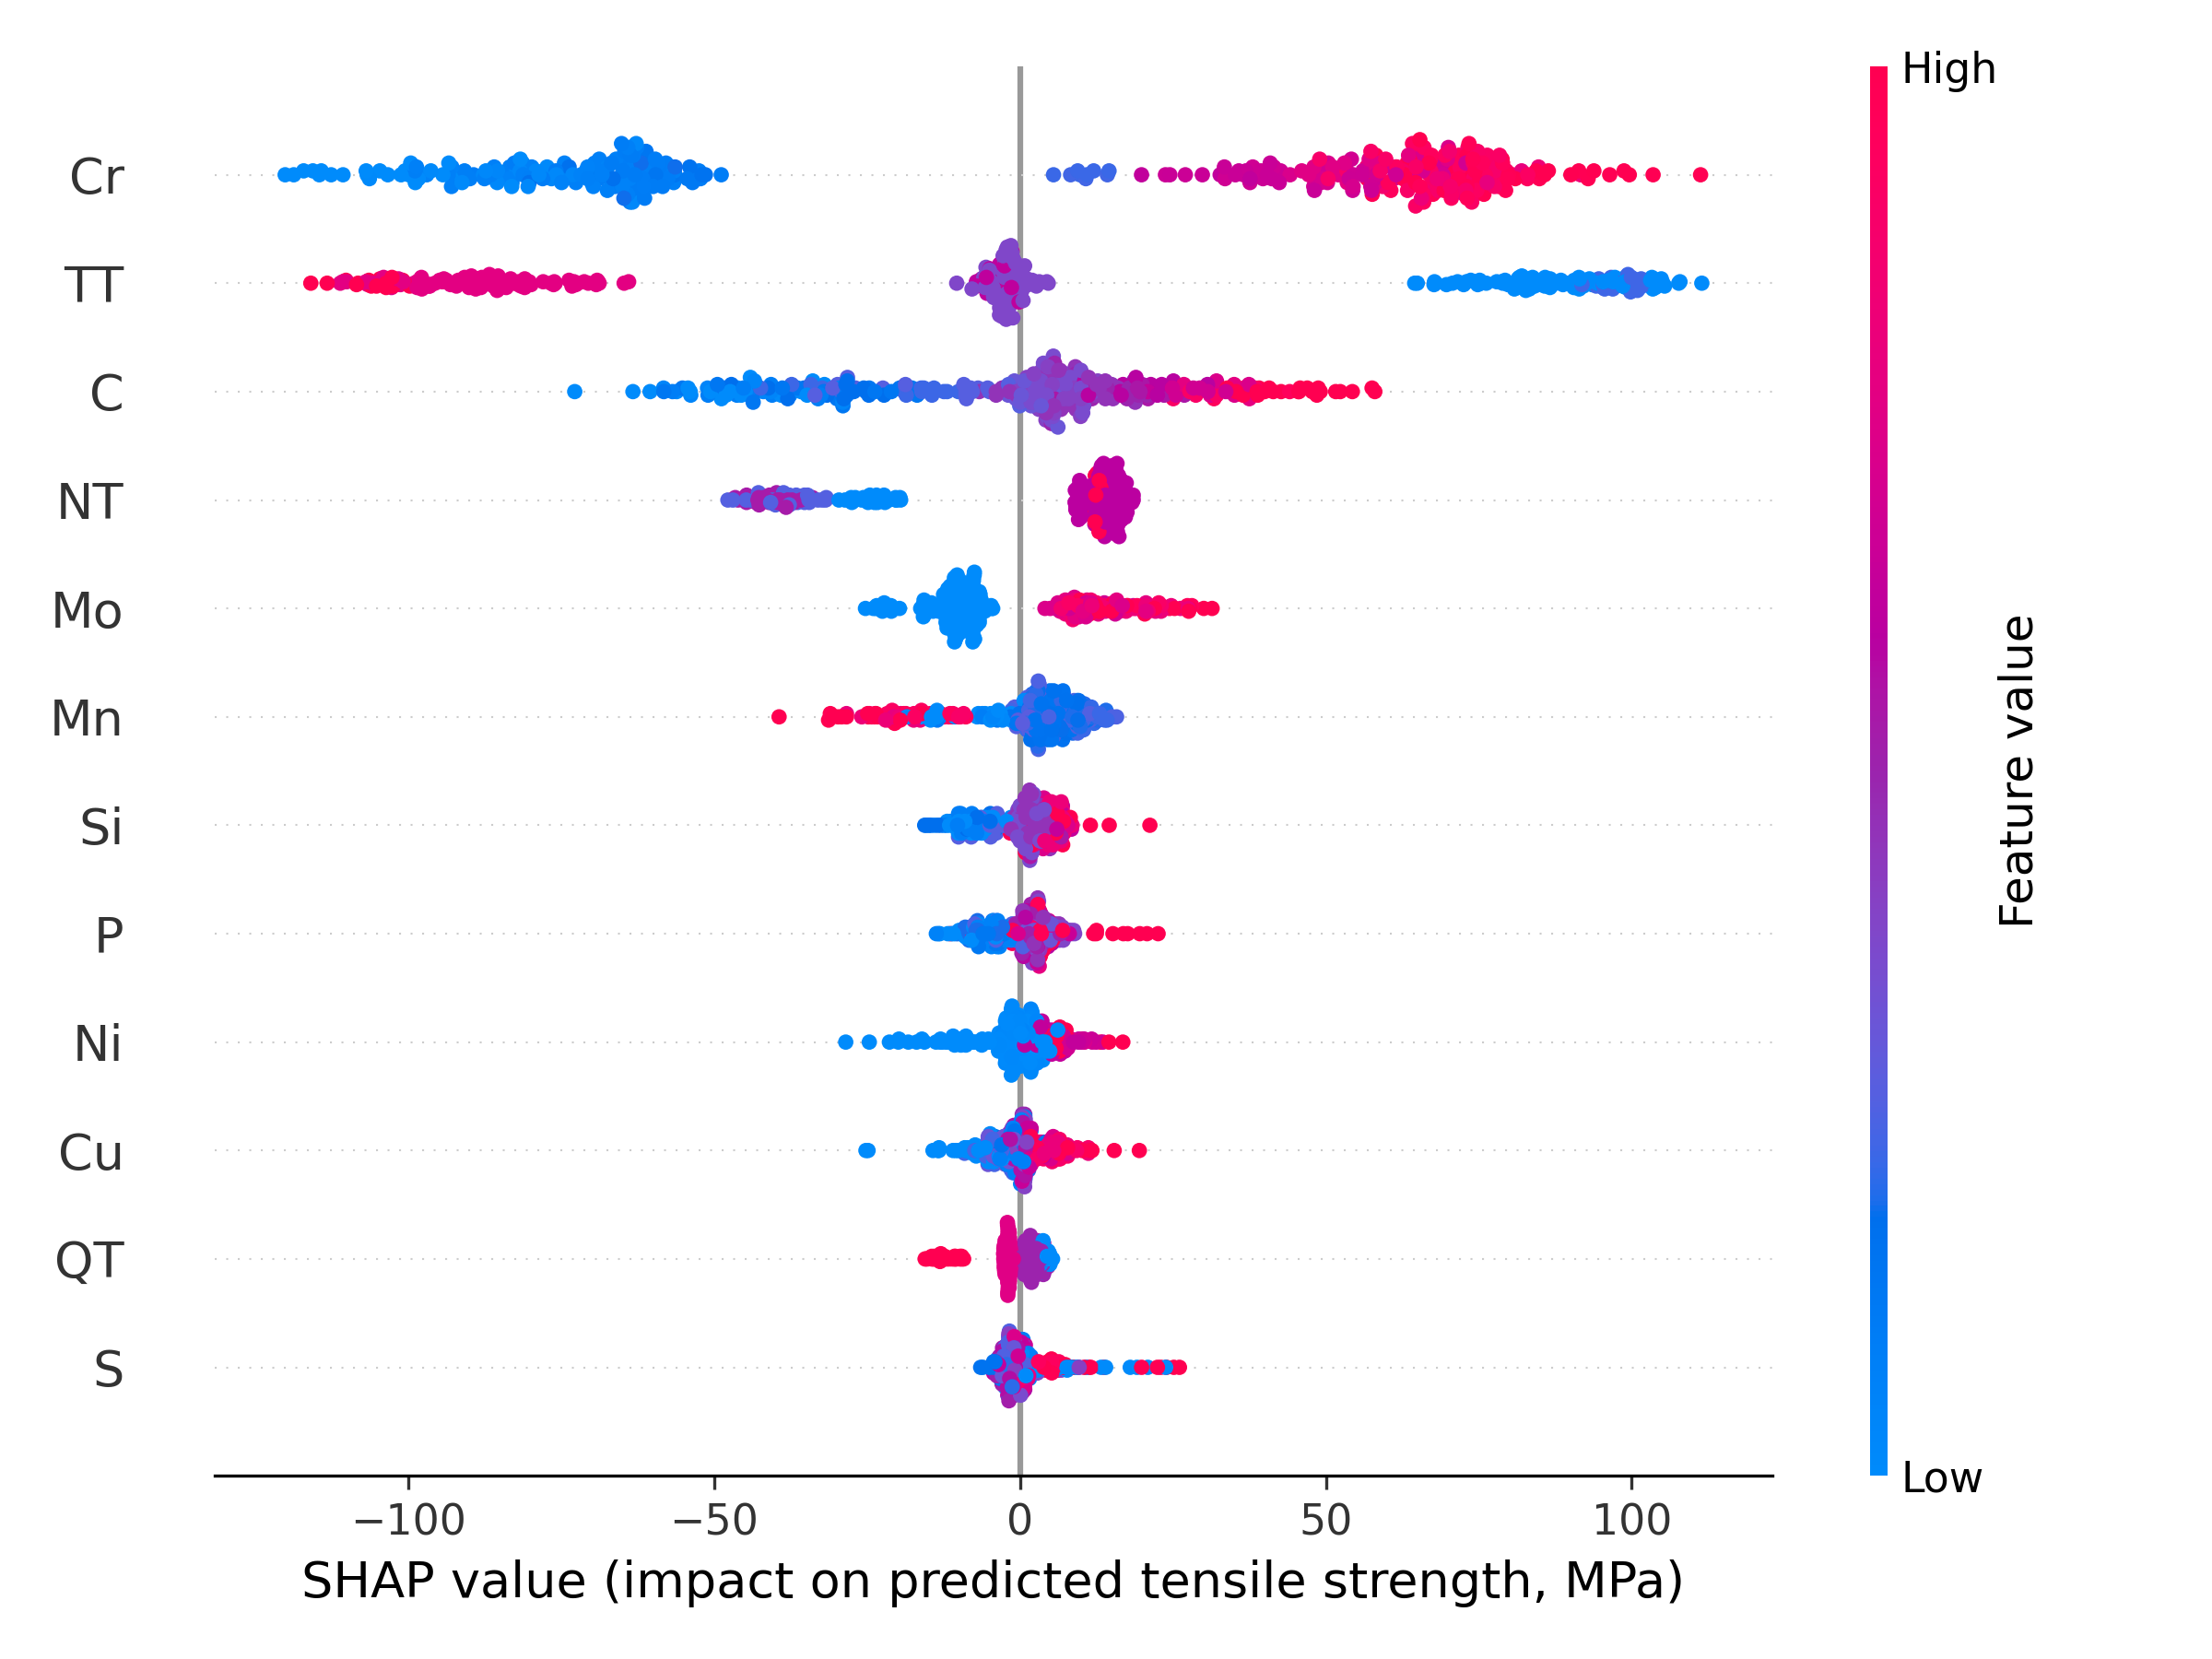 High
Cr
TT
C
NT
Mo
Mn
Si
P
Ni
Cu
QT
S
Feature value
Low
−100 −50 0 50 100
SHAP value (impact on predicted tensile strength, MPa)